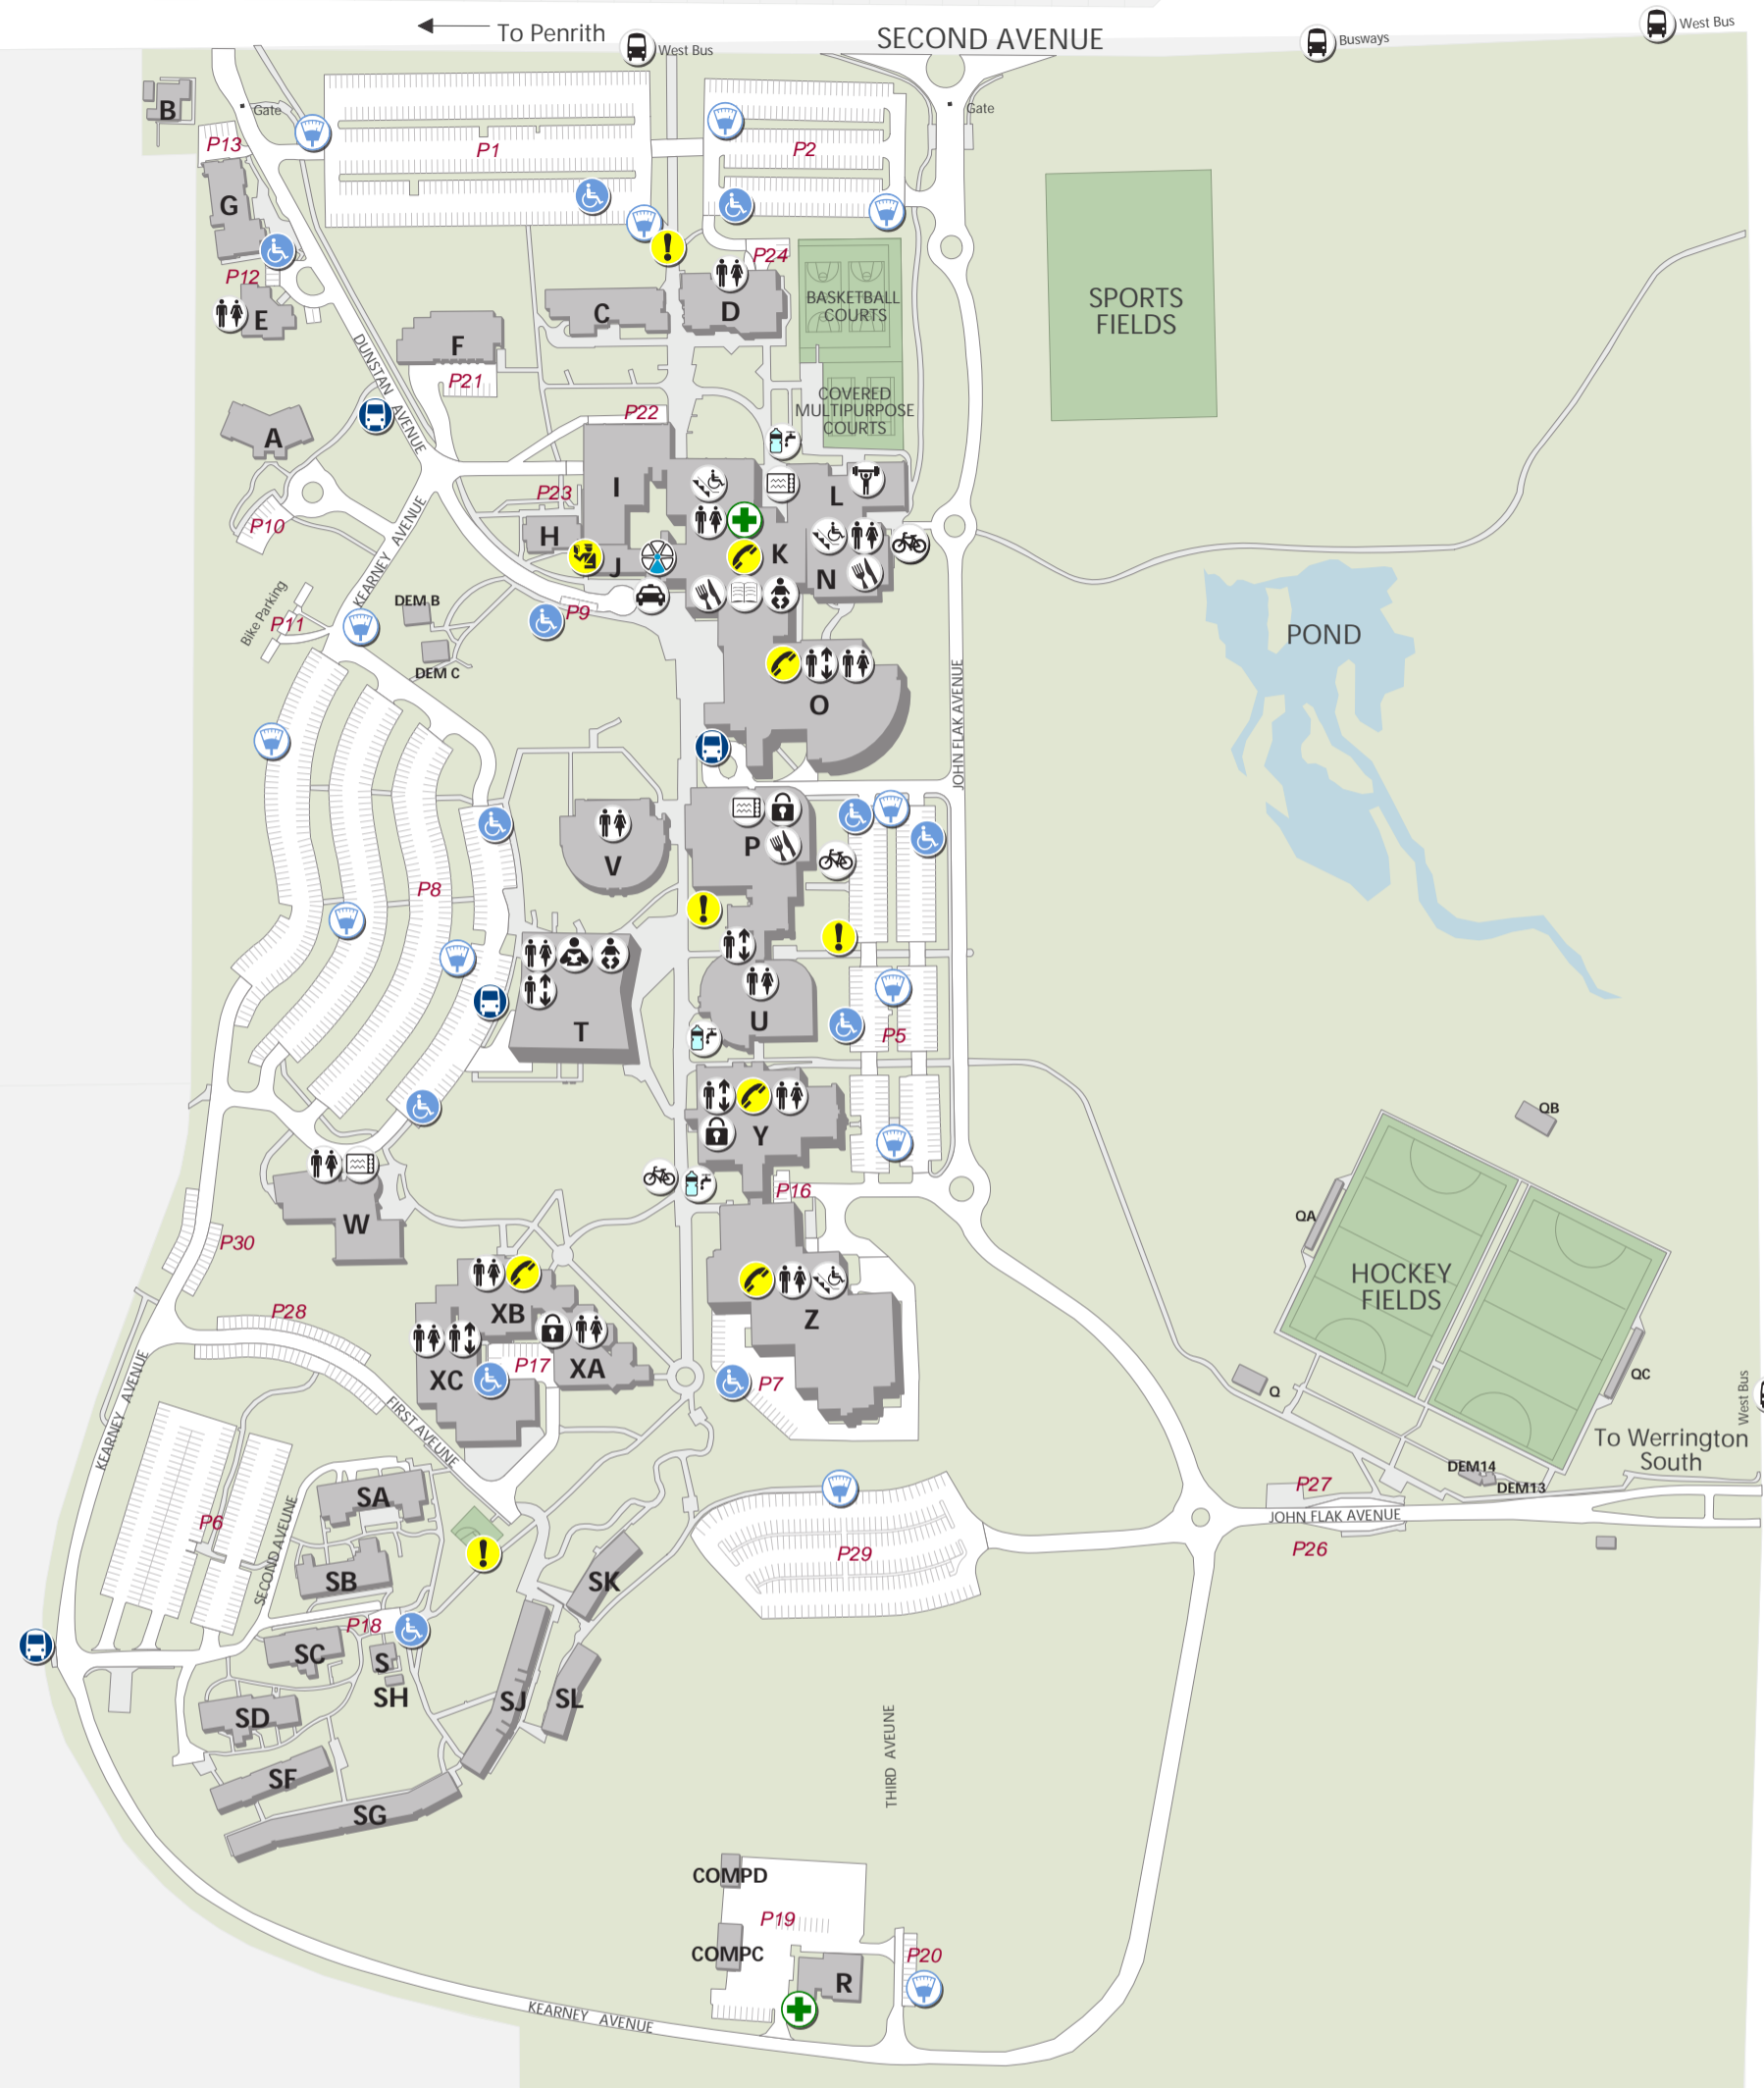 To Penrith
West Bus
SECOND AVENUE
Busways
West Bus
B
Gate
Gate
P13
P1
P2
G
P12
P24
E
C
D
BASKETBALL
COURTS
SPORTS
FIELDS
F
DUNSTAN AVENUE
P21
A
P22
COVERED
MULTIPURPOSE
COURTS
I
L
P23
P10
H
KEARNEY AVENUE
J
K
N
Bike Parking
P11
DEM B
P9
DEM C
POND
O
JOHN FLAK AVENUE
V
P
P8
T
U
P5
Y
QB
W
P16
QA
P30
HOCKEY
FIELDS
P28
XB
Z
KEARNEY AVENUE
XC
P17
XA
P7
Q
QC
West Bus
FIRST AVEUNE
To Werrington
South
SA
DEM14
P27
DEM13
P6
SECOND AVEUNE
JOHN FLAK AVENUE
P29
P26
SB
SK
P18
SC
S
SH
SJ
SL
SD
THIRD AVEUNE
SF
SG
COMPD
P19
COMPC
P20
R
KEARNEY AVENUE